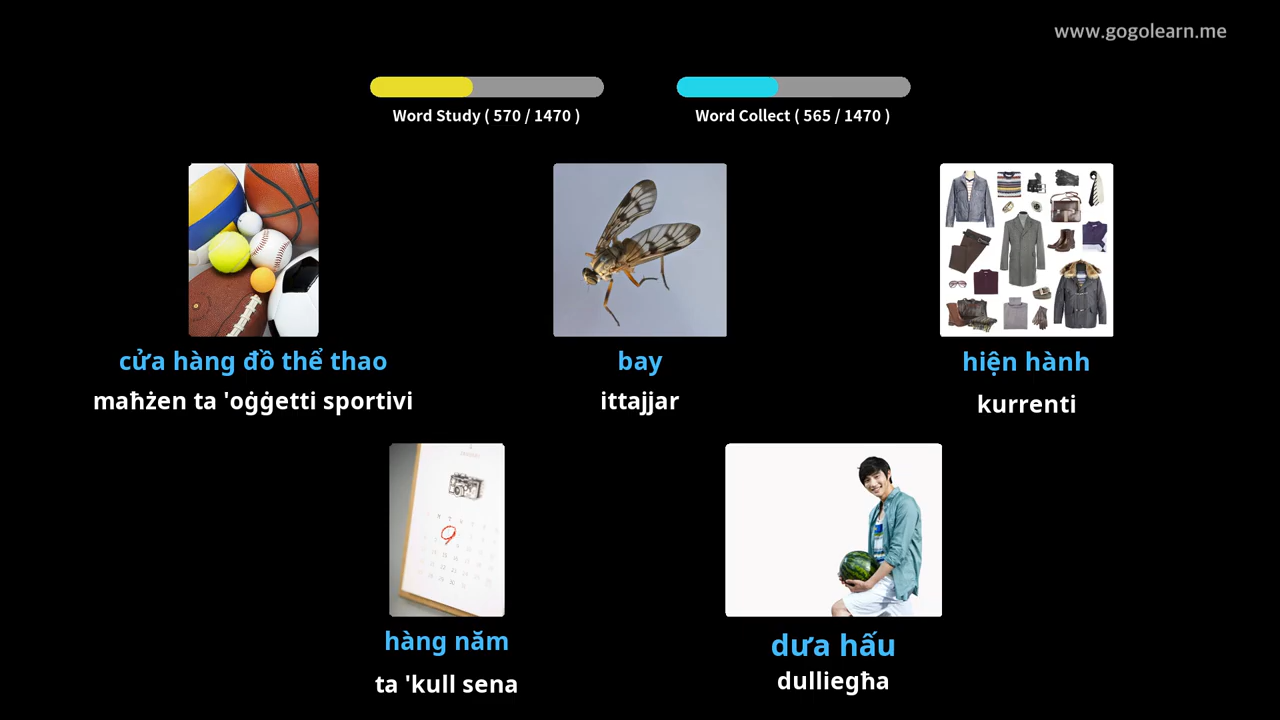 www.gogolearn.me
Word Study ( 570 / 1470 )
Word Collect ( 565 / 1470 )
cửa hàng đồ thể thao
maħżen ta 'oġġetti sportivi
bay
ittajjar
hiện hành
kurrenti
hàng năm
ta 'kull sena
dưa hấu
dulliegħa